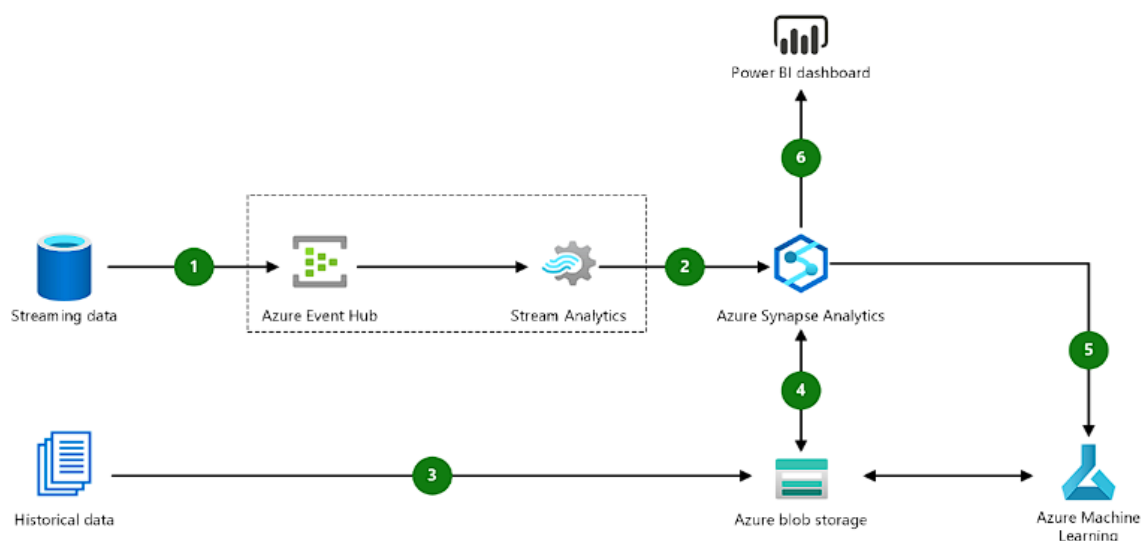 Power BI dashboard
6
1
2
Streaming data
Azure Event Hub
Stream Analytics
Azure Synapse Analytics
5
4
3
Historical data
Azure blob storage
Azure Machine
Learning